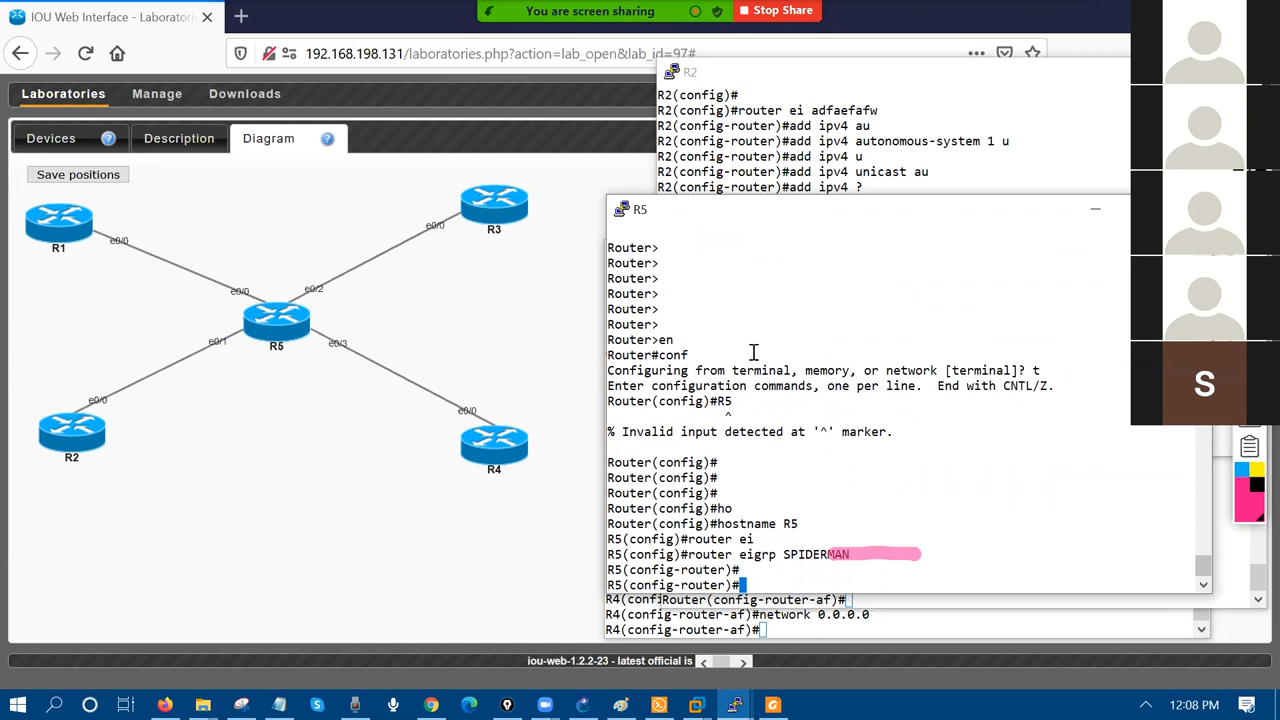 IOU Web Interface - Laborator
You are screen sharing
Stop Share
192.168.198.131/laboratories.php?action=lab_open&lab_id=97#
Laboratories
Manage
Downloads
Devices
?
Description
Diagram
?
Save positions
R1
e0/0
e0/0
R3
e0/0
e0/2
R5
e0/1
e0/3
R2
e0/0
R4
e0/0
R2
R2(config)#
R2(config)#router ei adfaefafw
R2(config-router)#add ipv4 au
R2(config-router)#add ipv4 autonomous-system 1 u
R2(config-router)#add ipv4 u
R2(config-router)#add ipv4 unicast au
R2(config-router)#add ipv4 ?
R5
Router>
Router>
Router>
Router>
Router>
Router>
Router>en
Router#conf
Configuring from terminal, memory, or network [terminal]? t
Enter configuration commands, one per line.  End with CNTL/Z.
Router(config)#R5
^
% Invalid input detected at '^' marker.
Router(config)#
Router(config)#
Router(config)#
Router(config)#ho
Router(config)#hostname R5
R5(config)#router ei
R5(config)#router eigrp SPIDERMAN
R5(config-router)#
R5(config-router)#
R4(confi
Router(config-router-af)#
R4(config-router-af)#network 0.0.0.0
R4(config-router-af)#
S
iou-web-1.2.2-23 - latest official is
12:08 PM